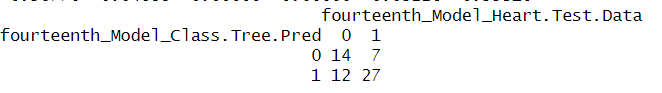 fourteenth_Model_Heart.Test.Data
fourteenth_Model_Class.Tree.Pred 0 1
0 14 7
1 12 27